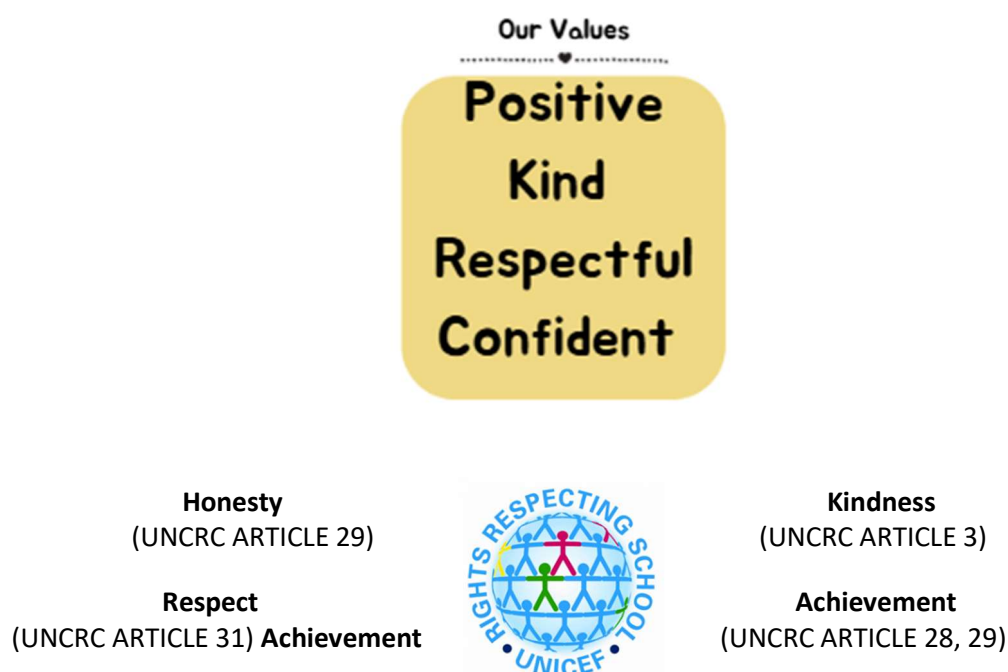 Our Values
Positive
Kind
Respectful
Confident
Honesty
(UNCRC ARTICLE 29)
Respect
(UNCRC ARTICLE 31) Achievement
RIGHTS RESPECTING SCHOOL
• UNICEF •
Kindness
(UNCRC ARTICLE 3)
Achievement
(UNCRC ARTICLE 28, 29)